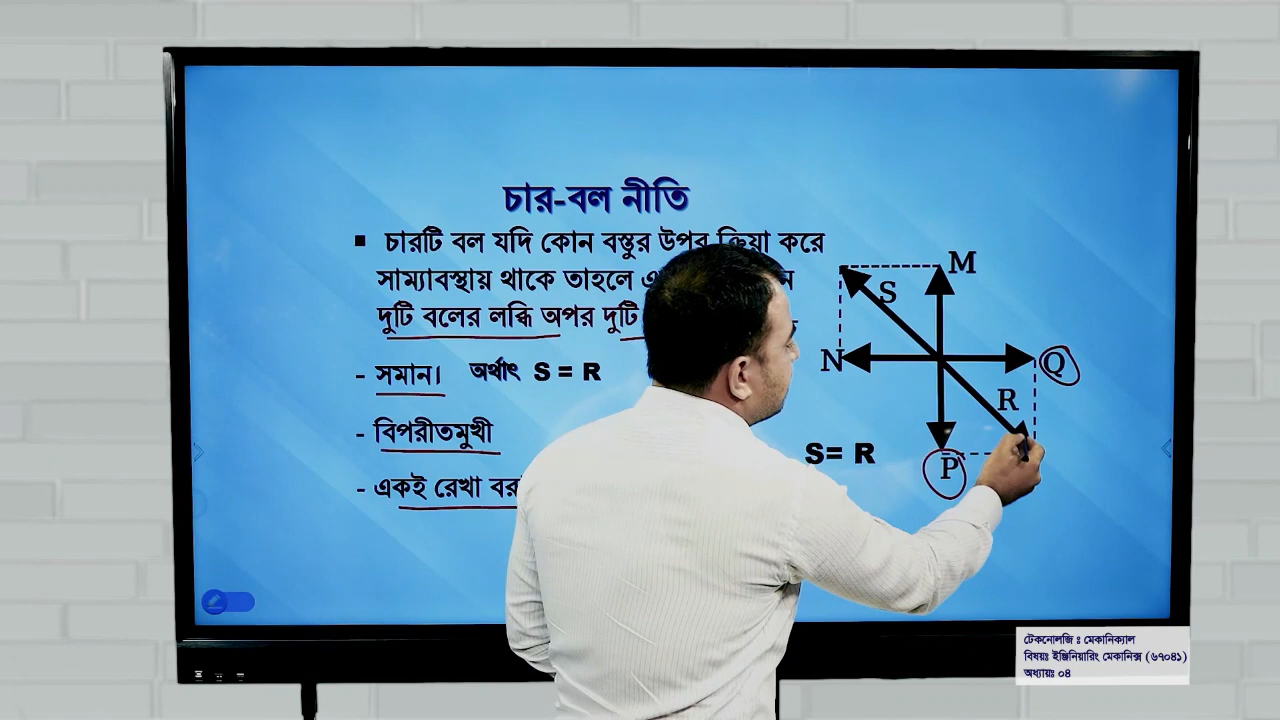 চার-বল নীতি
▪ চারটি বল যদি কোন বস্তুর উপর ক্রিয়া করে
সাম্যাবস্থায় থাকে তাহলে
দুটি বলের লব্ধি অপর দুটি
- সমান। অর্থাৎ S = R
- বিপরীতমুখী
- একই রেখা
M
S
N
Q
R
S= R
P
টেকনোলজি ঃ মেকানিক্যাল
বিষয়ঃ ইঞ্জিনিয়ারিং মেকানিক্স (৬৭০৪১)
অধ্যায়ঃ ০৪